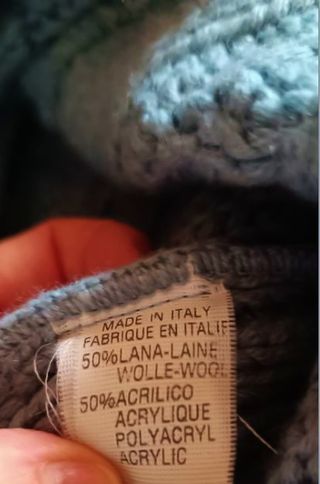 MADE IN ITALY
FABRIQUE EN ITALIE
50%LANA-LAINE
WOLLE-WOOL
50%ACRILICO
ACRYLIQUE
POLYACRYL
ACRYLIC